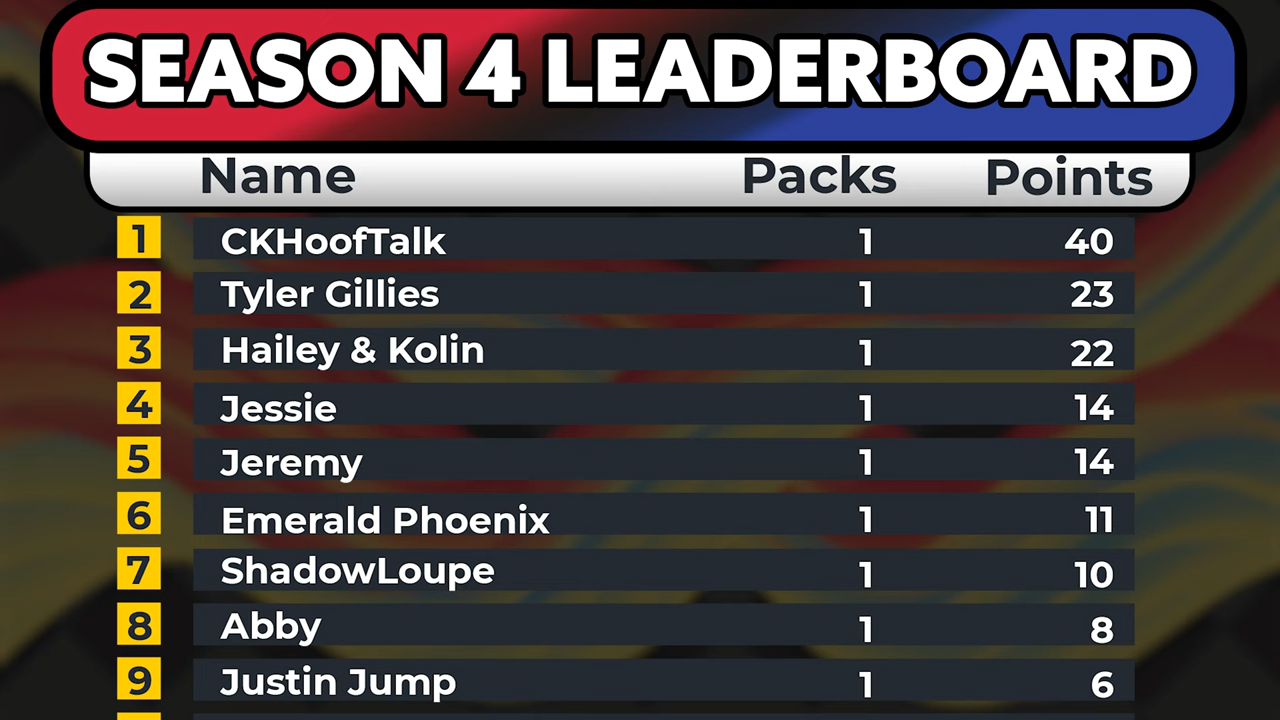 SEASON 4 LEADERBOARD
Name Packs Points
1 CKHoofTalk 1 40
2 Tyler Gillies 1 23
3 Hailey & Kolin 1 22
4 Jessie 1 14
5 Jeremy 1 14
6 Emerald Phoenix 1 11
7 ShadowLoupe 1 10
8 Abby 1 8
9 Justin Jump 1 6